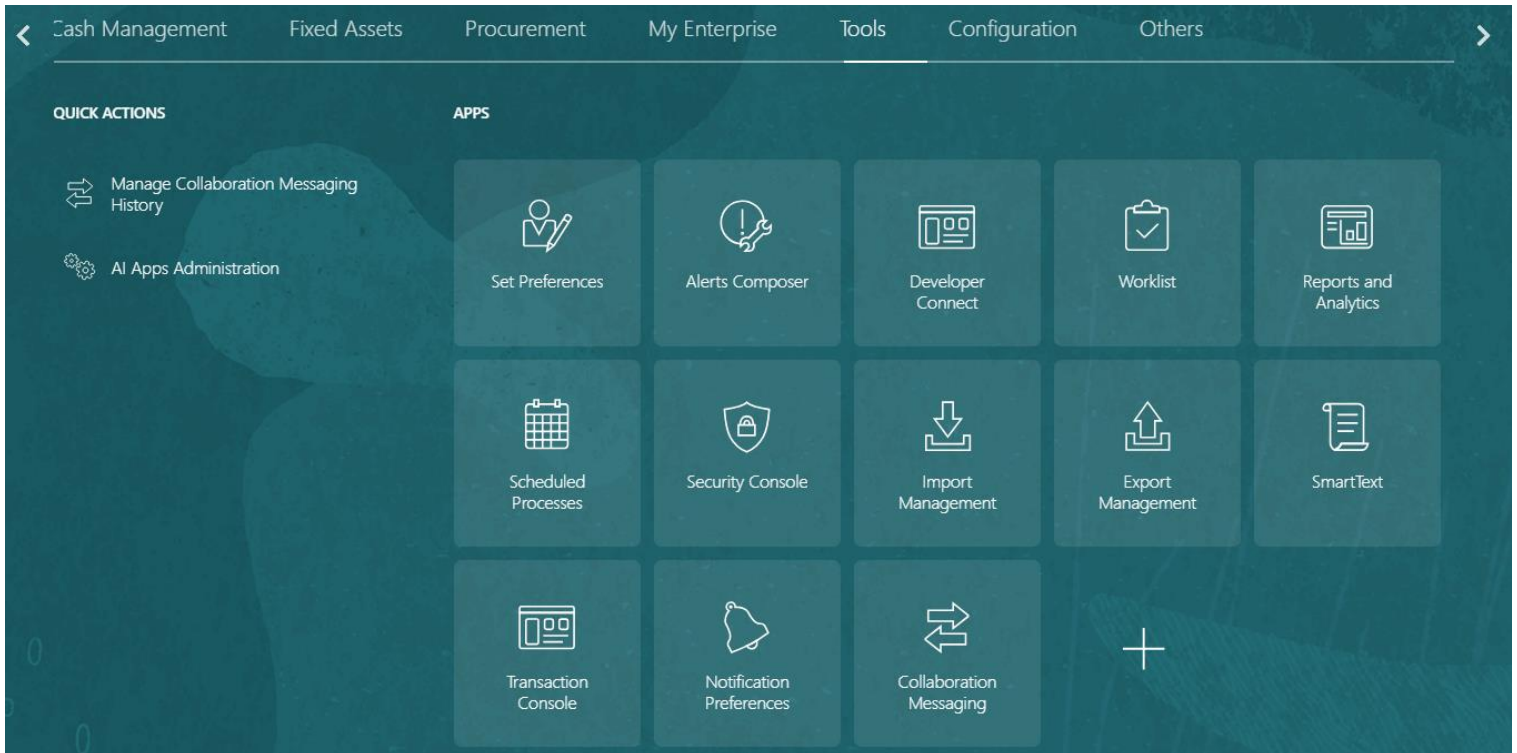 Cash Management Fixed Assets Procurement My Enterprise Tools Configuration Others
QUICK ACTIONS
Manage Collaboration Messaging
History
AI Apps Administration
APPS
Set Preferences
Alerts Composer
Developer
Connect
Worklist
Reports and
Analytics
Scheduled
Processes
Security Console
Import
Management
Export
Management
SmartText
Transaction
Console
Notification
Preferences
Collaboration
Messaging